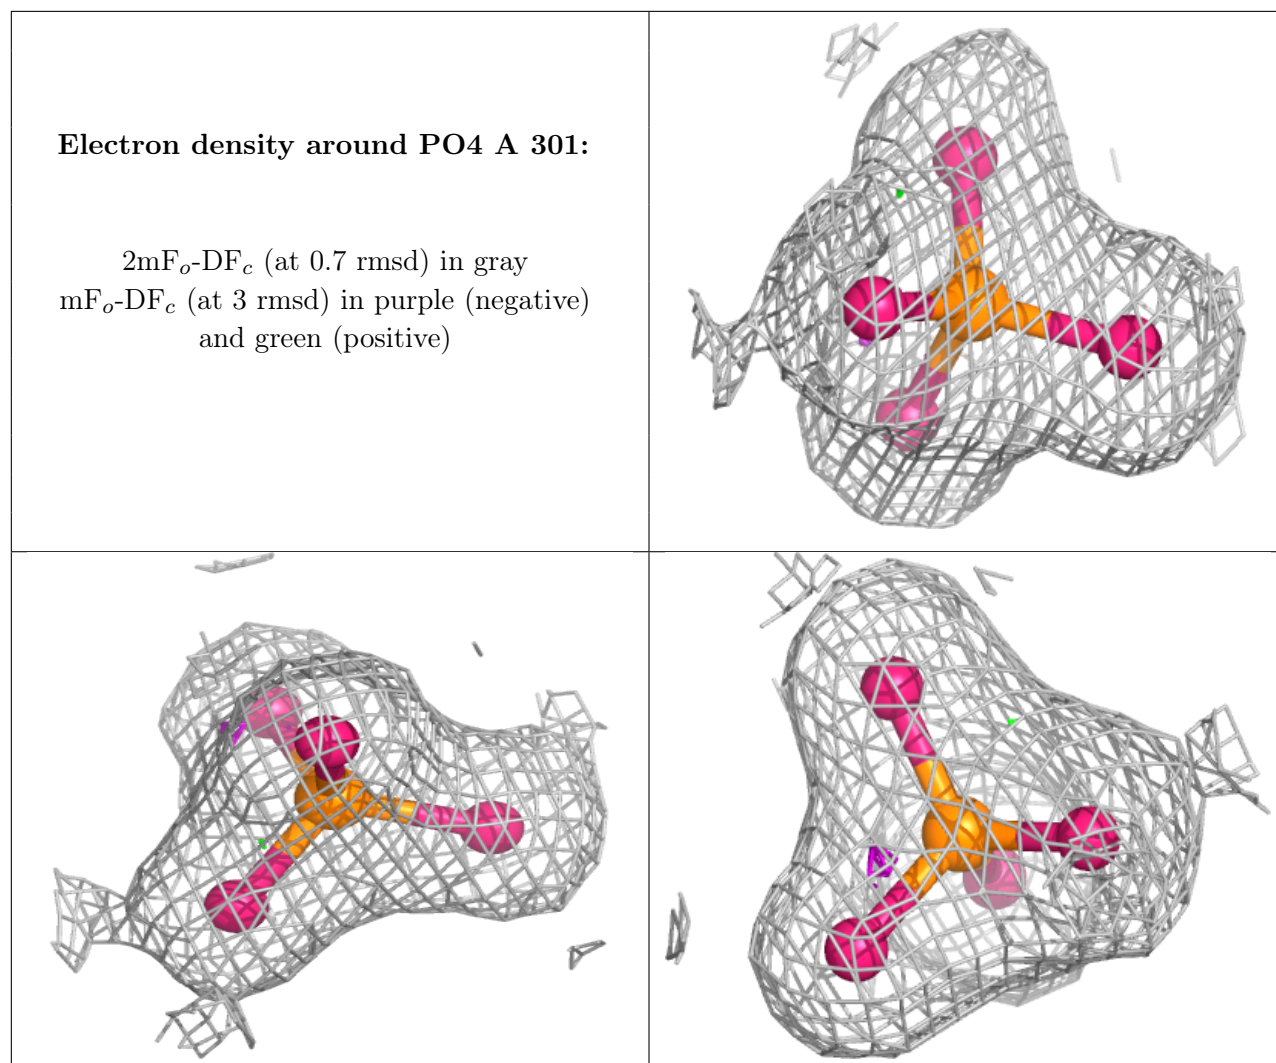 Electron density around PO4 A 301:
2mFo-DFc (at 0.7 rmsd) in gray
mFo-DFc (at 3 rmsd) in purple (negative)
and green (positive)